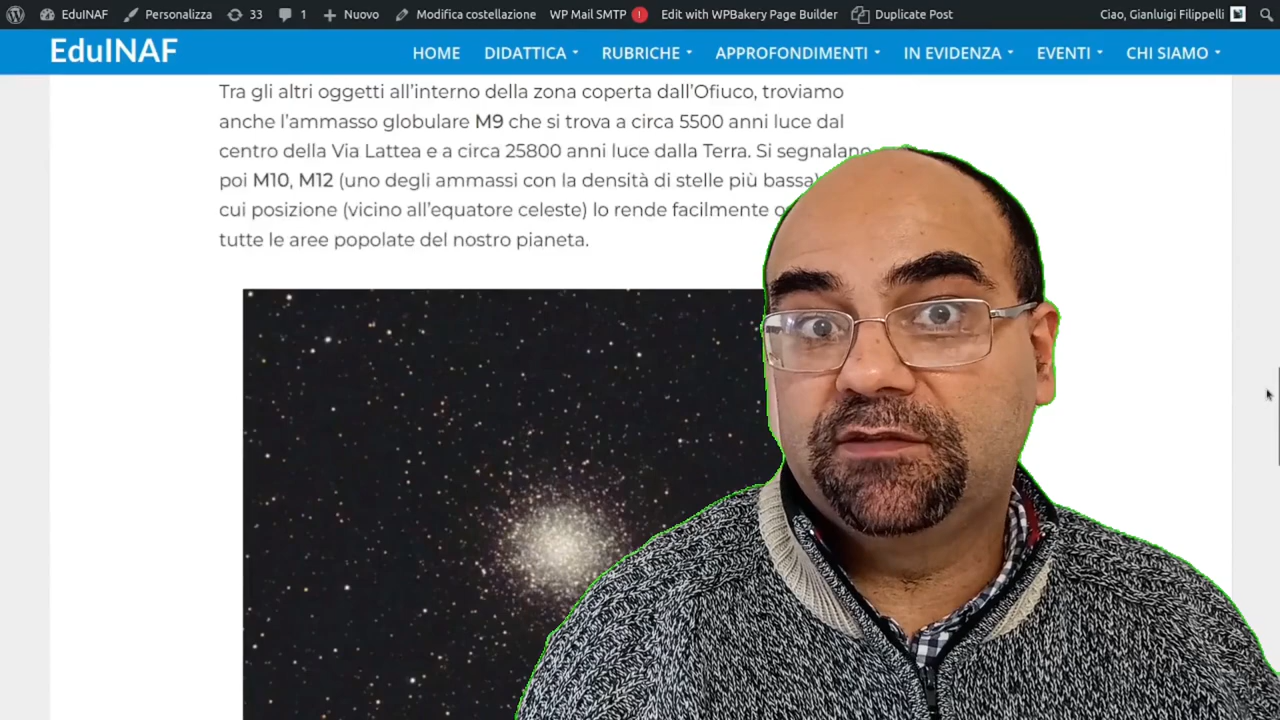 EduINAF Personalizza 33 1 Nuovo Modifica costellazione WP Mail SMTP ! Edit with WPBakery Page Builder Duplicate Post Ciao, Gianluigi Filippelli
EduINAF HOME DIDATTICA RUBRICHE APPROFONDIMENTI IN EVIDENZA EVENTI CHI SIAMO
Tra gli altri oggetti all’interno della zona coperta dall’Ofiuco, troviamo
anche l’ammasso globulare M9 che si trova a circa 5500 anni luce dal
centro della Via Lattea e a circa 25800 anni luce dalla Terra. Si segnalano
poi M10, M12 (uno degli ammassi con la densità di stelle più bassa)
cui posizione (vicino all’equatore celeste) lo rende facilmente
tutte le aree popolate del nostro pianeta.